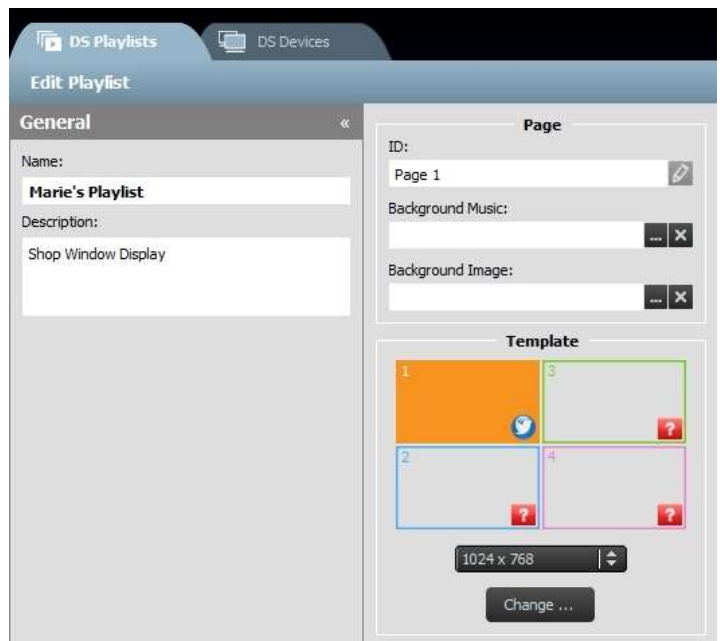 DS Playlists
DS Devices
Edit Playlist
General «
Name:
Marie's Playlist
Description:
Shop Window Display
Page
ID:
Page 1
Background Music:
...
Background Image:
...
Template
1
3
?
2
?
4
?
1024 x 768
Change ...